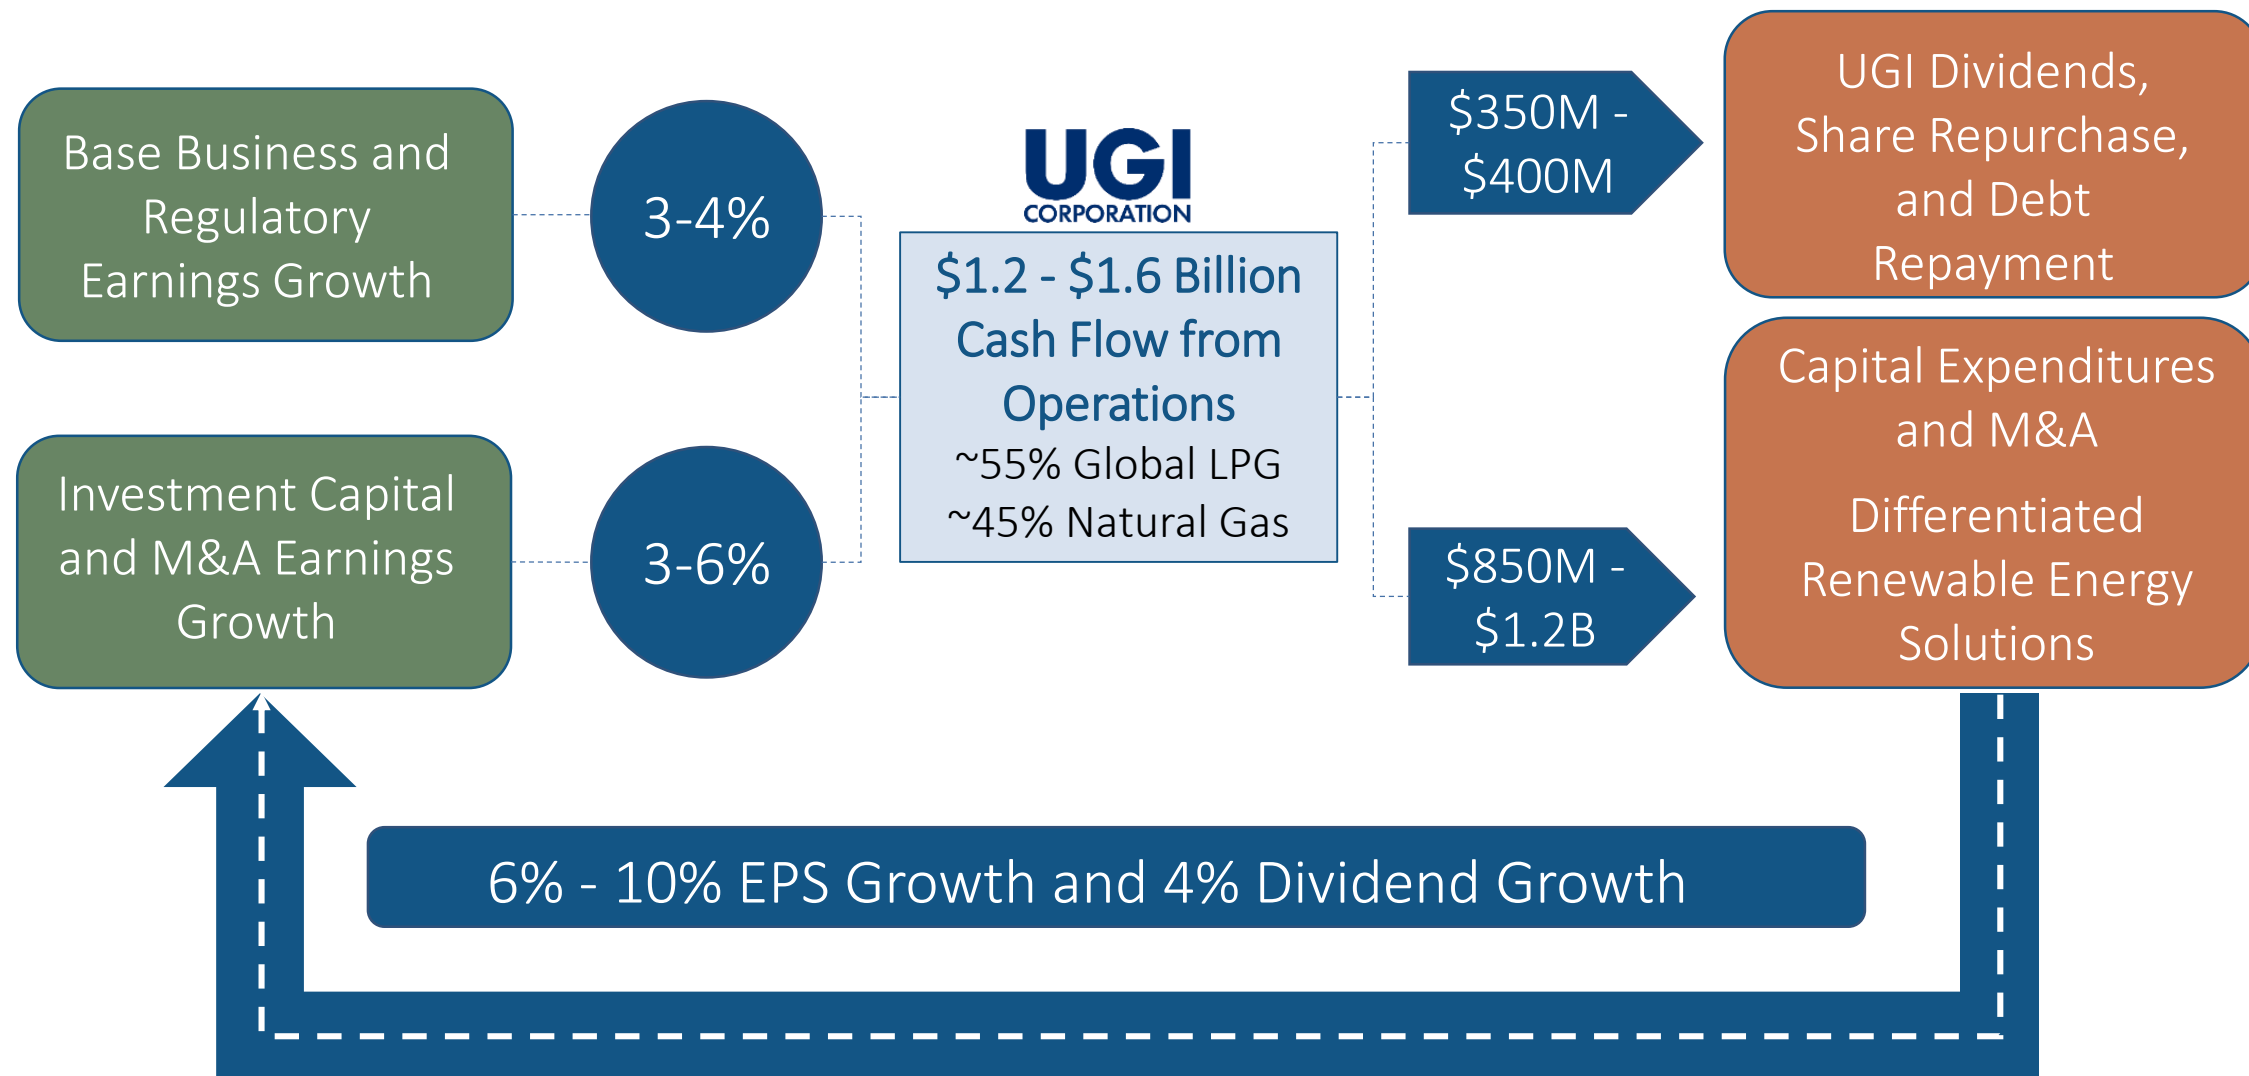 Base Business and
Regulatory
Earnings Growth
3-4%
Investment Capital
and M&A Earnings
Growth
3-6%
UGI
CORPORATION
$1.2 - $1.6 Billion
Cash Flow from
Operations
~55% Global LPG
~45% Natural Gas
$350M -
$400M
UGI Dividends,
Share Repurchase,
and Debt
Repayment
$850M -
$1.2B
Capital Expenditures
and M&A
Differentiated
Renewable Energy
Solutions
6% - 10% EPS Growth and 4% Dividend Growth